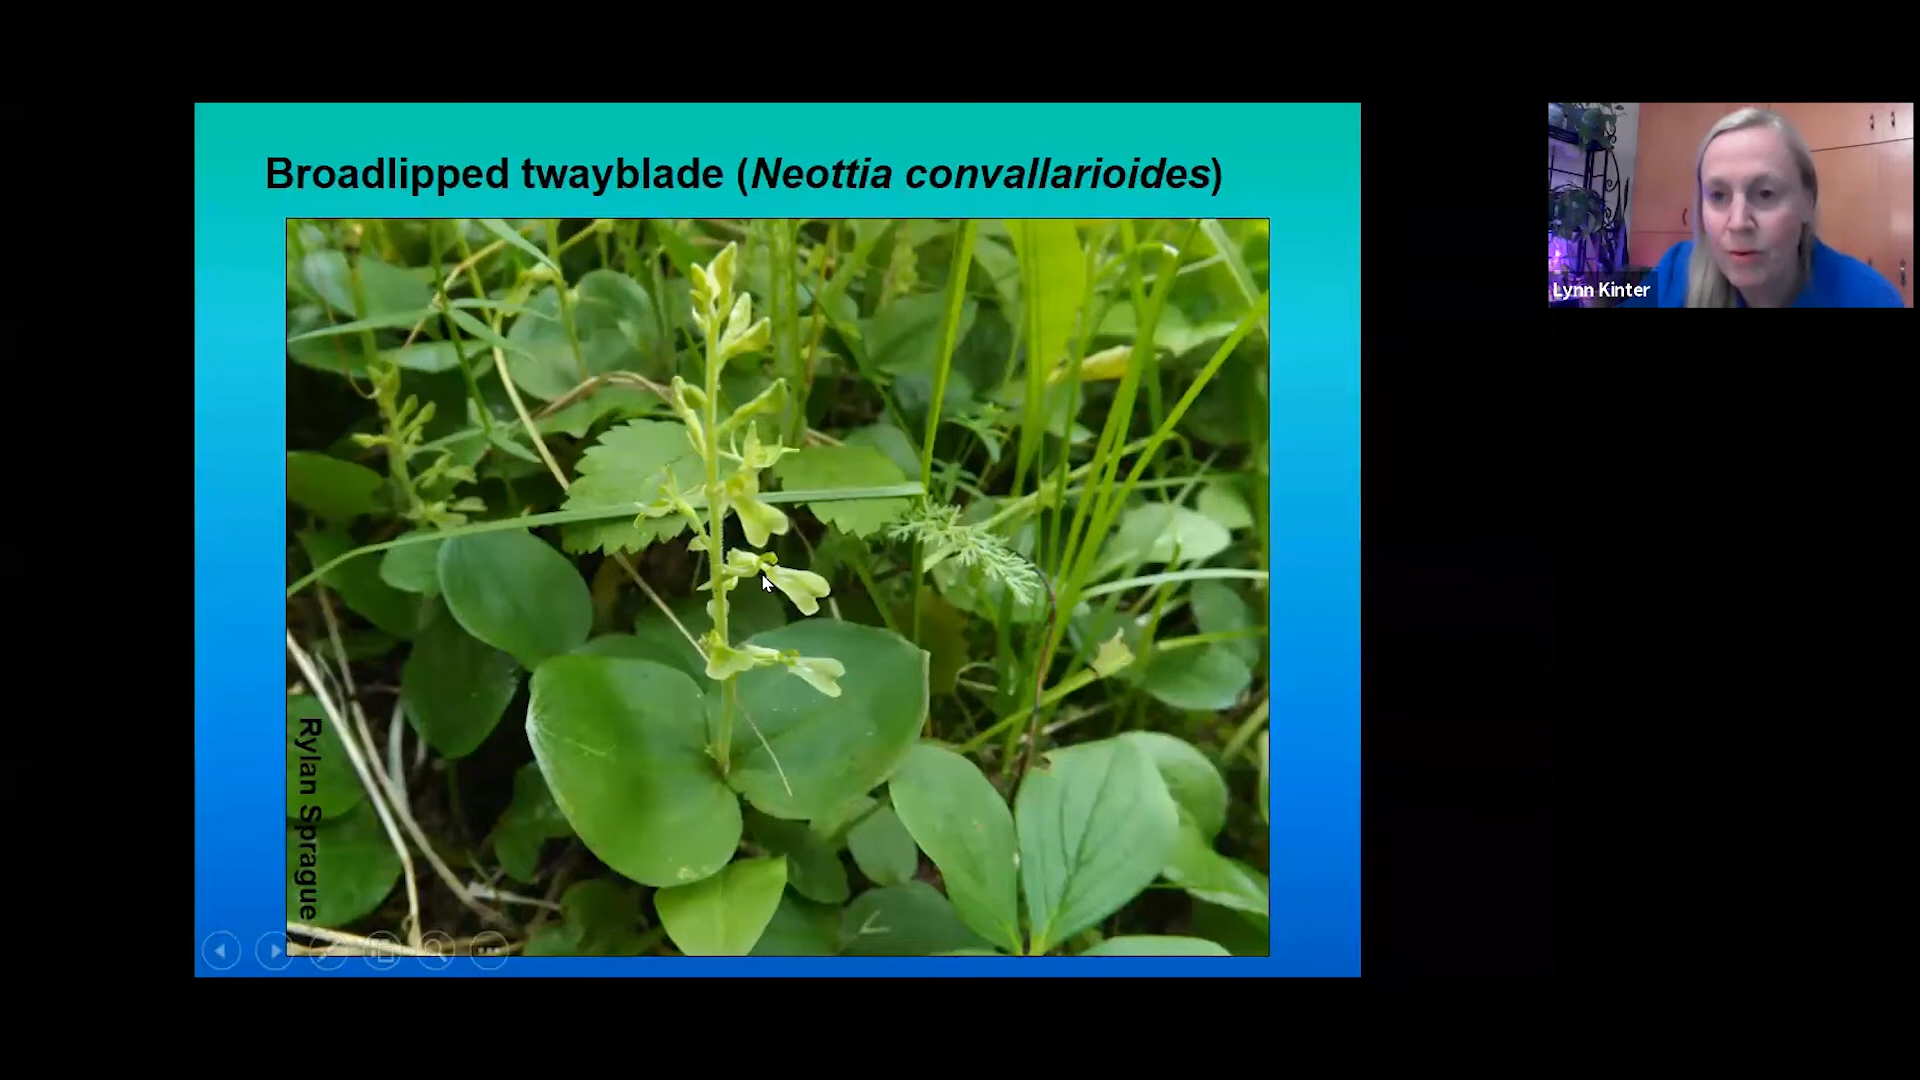 Broadlipped twayblade (Neottia convallarioides)
Lynn Kinter
Rylan Sprague